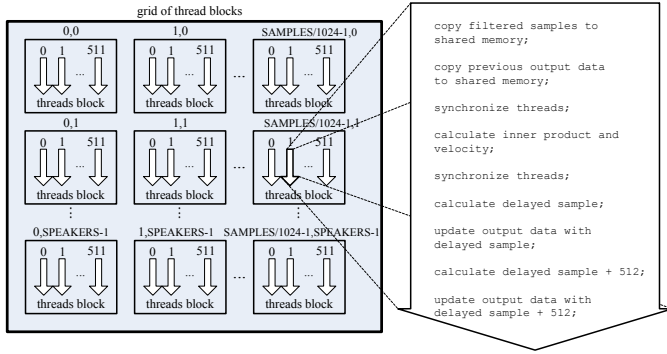 grid of thread blocks
0,0 1,0 SAMPLES/1024-1,0
0 1 511 0 1 511 0 1 511
... ... ... ...
threads block threads block threads block
0,1 1,1 SAMPLES/1024-1,1
0 1 511 0 1 511 0 1 511
... ... ... ...
threads block threads block threads block
0,SPEAKERS-1 1,SPEAKERS-1 SAMPLES/1024-1,SPEAKERS-1
0 1 511 0 1 511 0 1 511
... ... ... ...
threads block threads block threads block
copy filtered samples to
shared memory;
copy previous output data
to shared memory;
synchronize threads;
calculate inner product and
velocity;
synchronize threads;
calculate delayed sample;
update output data with
delayed sample;
calculate delayed sample + 512;
update output data with
delayed sample + 512;